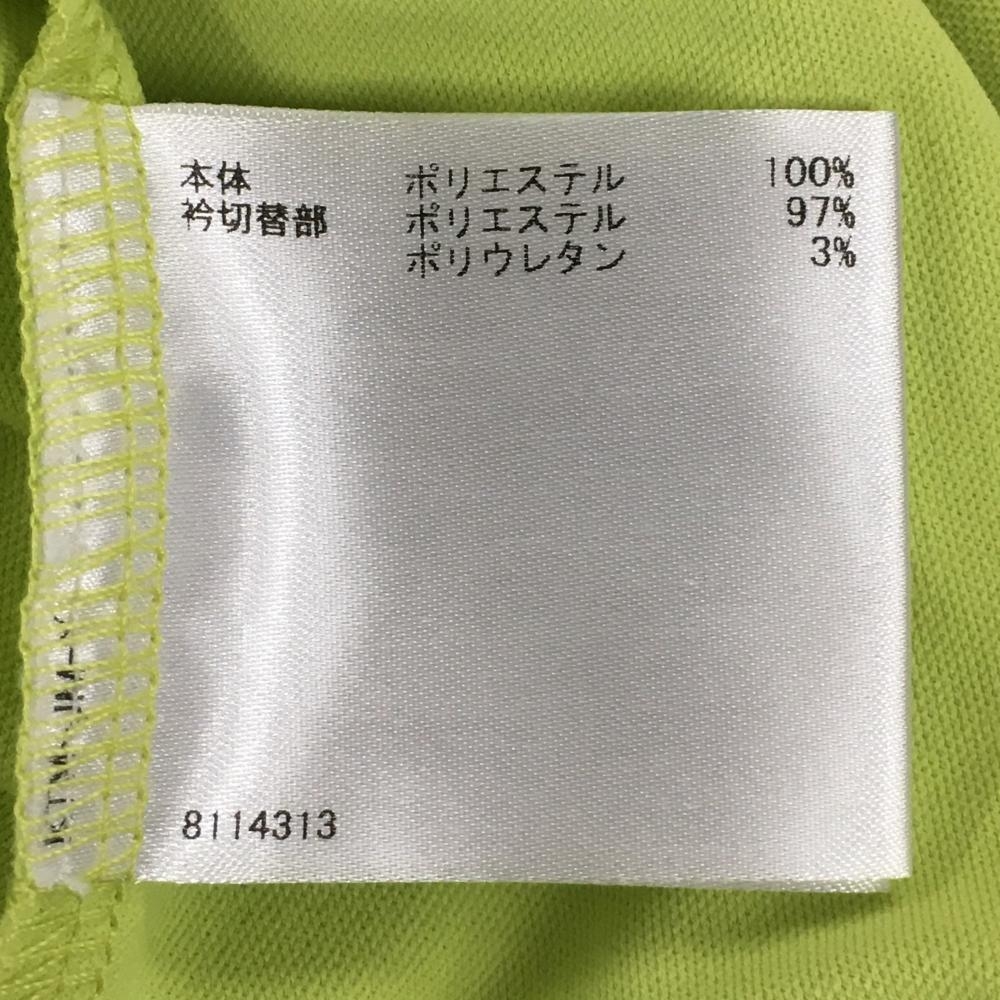 本体 ポリエステル 100%
衿切替部 ポリエステル 97%
ポリウレタン 3%
8114313